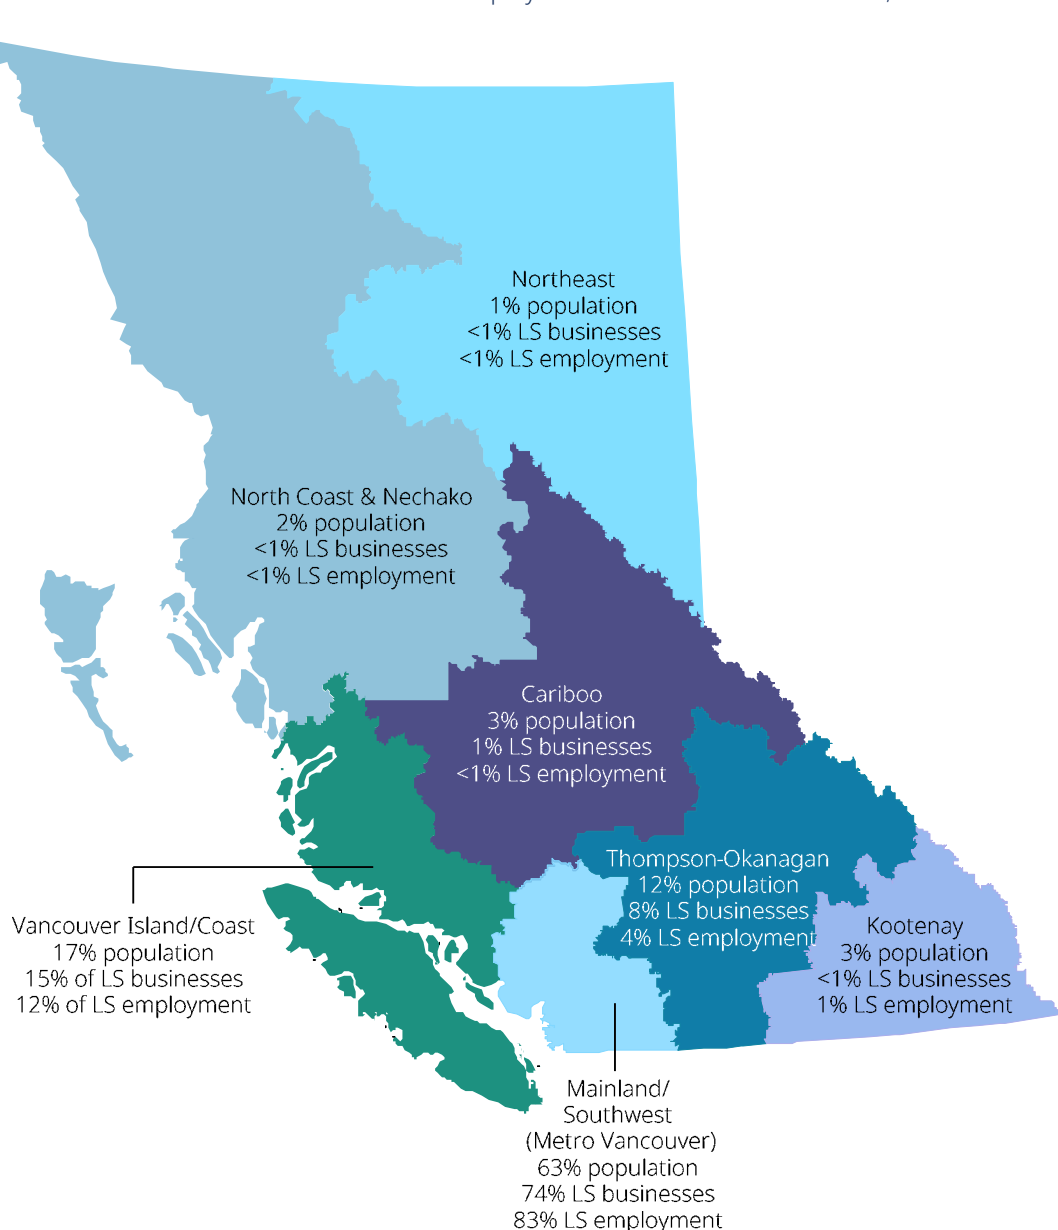 Northeast
1% population
<1% LS businesses
<1% LS employment
North Coast & Nechako
2% population
<1% LS businesses
<1% LS employment
Cariboo
3% population
1% LS businesses
<1% LS employment
Thompson-Okanagan
12% population
8% LS businesses
4% LS employment
Kootenay
3% population
<1% LS businesses
1% LS employment
Vancouver Island/Coast
17% population
15% of LS businesses
12% of LS employment
Mainland/
Southwest
(Metro Vancouver)
63% population
74% LS businesses
83% LS employment